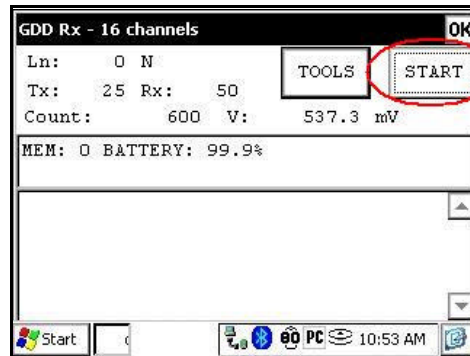 GDD Rx - 16 channels OK
Ln: 0 N
TOOLS START
Tx: 25 Rx: 50
Count: 600 V: 537.3 mV
MEM: 0 BATTERY: 99.9%
Start PC 10:53 AM